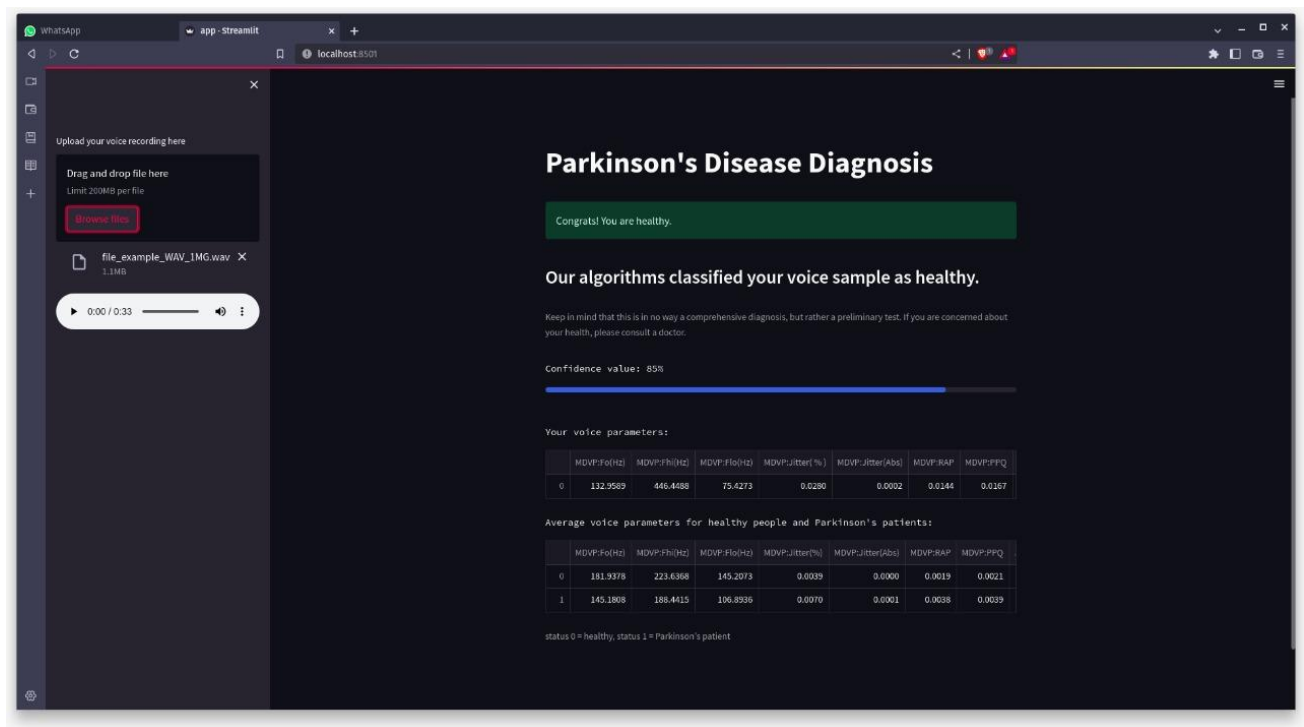 WhatsApp
app · Streamlit
localhost:8501
Upload your voice recording here
Drag and drop file here
Limit 200MB per file
Browse files
file_example_WAV_1MG.wav
1.1MB
0:00 / 0:33
Parkinson's Disease Diagnosis
Congrats! You are healthy.
Our algorithms classified your voice sample as healthy.
Keep in mind that this is in no way a comprehensive diagnosis, but rather a preliminary test. If you are concerned about
your health, please consult a doctor.
Confidence value: 85%
Your voice parameters:
MDVP:Fo(Hz) MDVP:Fhi(Hz) MDVP:Flo(Hz) MDVP:Jitter(%) MDVP:Jitter(Abs) MDVP:RAP MDVP:PPQ
0 132.9589 446.4488 75.4273 0.0280 0.0002 0.0144 0.0167
Average voice parameters for healthy people and Parkinson's patients:
MDVP:Fo(Hz) MDVP:Fhi(Hz) MDVP:Flo(Hz) MDVP:Jitter(%) MDVP:Jitter(Abs) MDVP:RAP MDVP:PPQ
0 181.9378 223.6368 145.2073 0.0039 0.0000 0.0019 0.0021
1 145.1808 188.4415 106.8936 0.0070 0.0001 0.0038 0.0039
status 0 = healthy, status 1 = Parkinson's patient